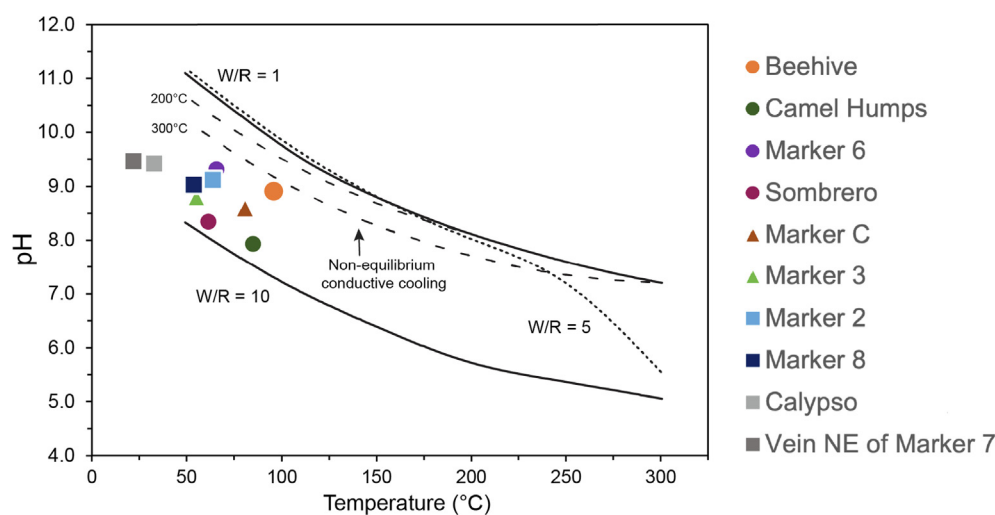 12.0
11.0
10.0
9.0
8.0
7.0
6.0
5.0
4.0
pH
0
50
100
150
200
250
300
Temperature (°C)
W/R = 1
200°C
300°C
Non-equilibrium
conductive cooling
W/R = 10
W/R = 5
Beehive
Camel Humps
Marker 6
Sombrero
Marker C
Marker 3
Marker 2
Marker 8
Calypso
Vein NE of Marker 7